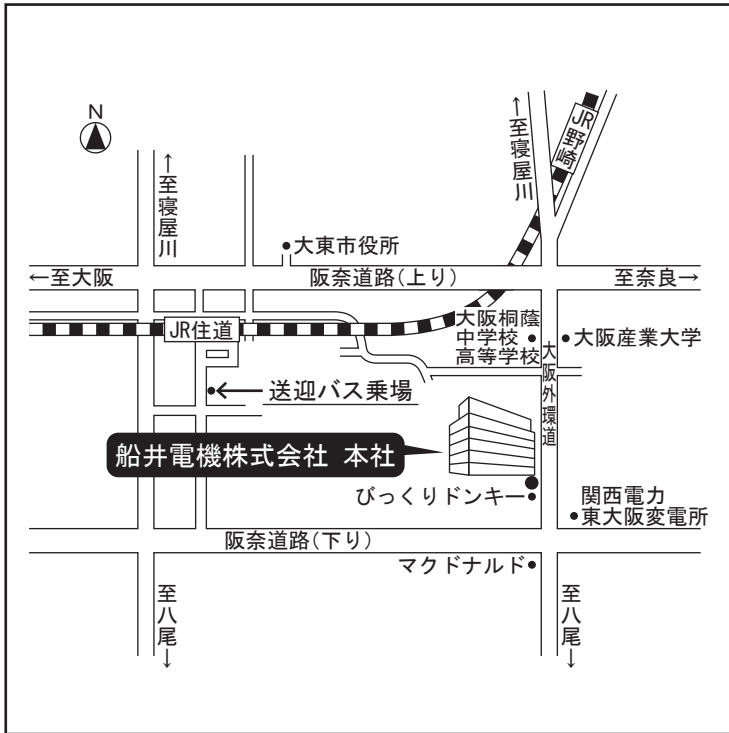 N
↑至寝屋川
↑至寝屋川
JR野崎
大東市役所
←至大阪
阪奈道路(上り)
至奈良→
JR住道
大阪桐蔭
中学校
高等学校
大阪産業大学
大阪外環道
送迎バス乗場
船井電機株式会社 本社
びっくりドンキー
関西電力
東大阪変電所
阪奈道路(下り)
マクドナルド
至八尾↓
至八尾↓